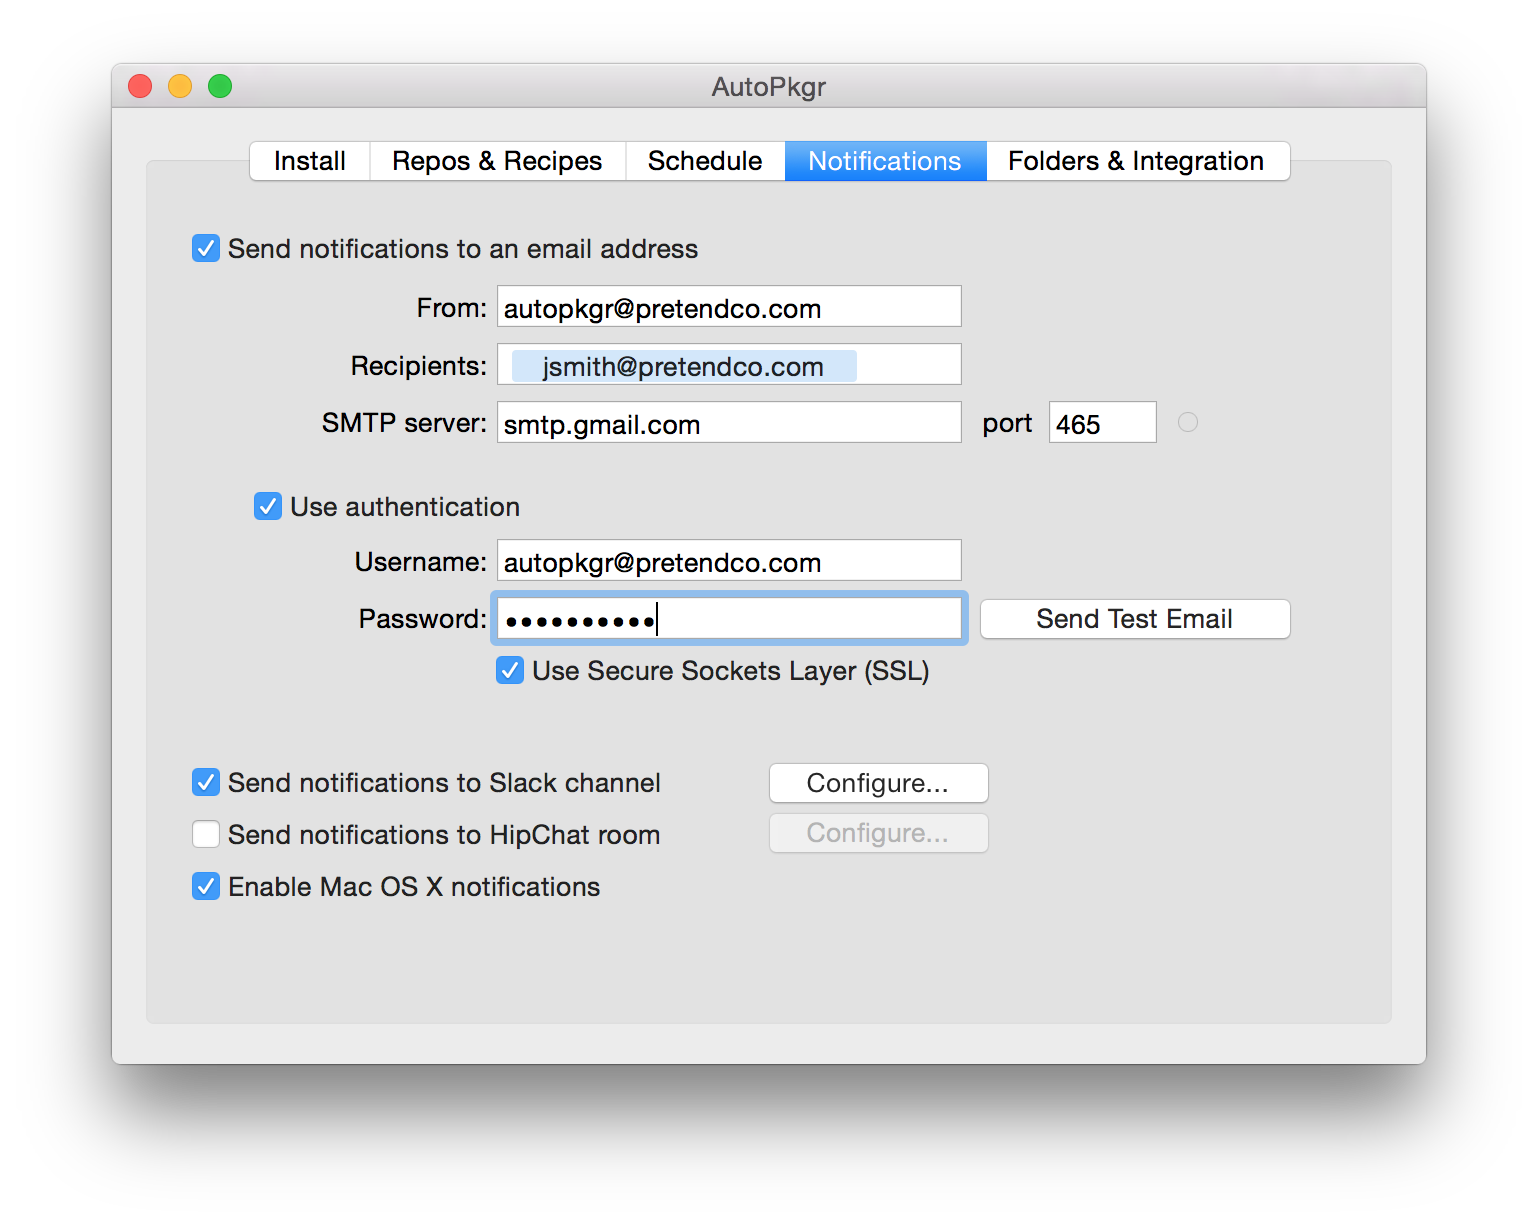 AutoPkgr
Install Repos & Recipes Schedule Notifications Folders & Integration
Send notifications to an email address
From: autopkgr@pretendco.com
Recipients: jsmith@pretendco.com
SMTP server: smtp.gmail.com port 465
Use authentication
Username: autopkgr@pretendco.com
Password: •••••••••• Send Test Email
Use Secure Sockets Layer (SSL)
Send notifications to Slack channel Configure...
Send notifications to HipChat room Configure...
Enable Mac OS X notifications